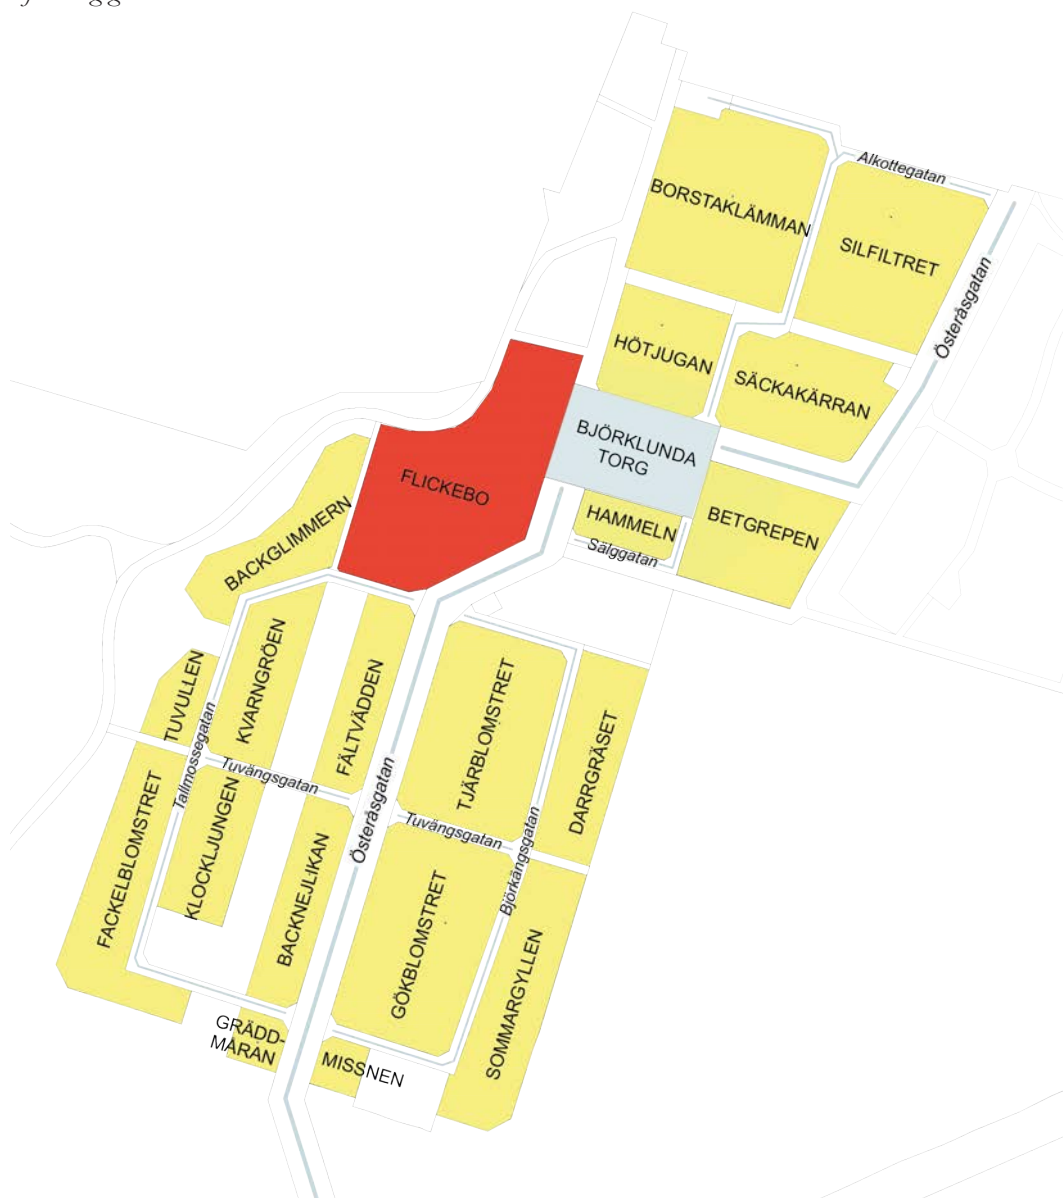 Alkottegatan
BORSTAKLÄMMAN
SILFILTRET
Österåsgatan
HÖTJUGAN
SÄCKAKÄRRAN
BJÖRKLUNDA
TORG
FLICKEBO
HAMMELN
BETGREPEN
Sälggatan
BACKGLIMMERN
KVARNGRÖEN
TUVULLEN
FÄLTVÄDDEN
TJÄRBLOMSTRET
DARRGRÄSET
Tallmossegatan
Tuvängsgatan
Österåsgatan
Tuvängsgatan
Björkängsgatan
FACKELBLOMSTRET
KLOCKLJUNGEN
BACKNEJLIKAN
GÖKBLOMSTRET
SOMMARGYLLEN
GRÄDD-
MÅRAN
MISSNEN